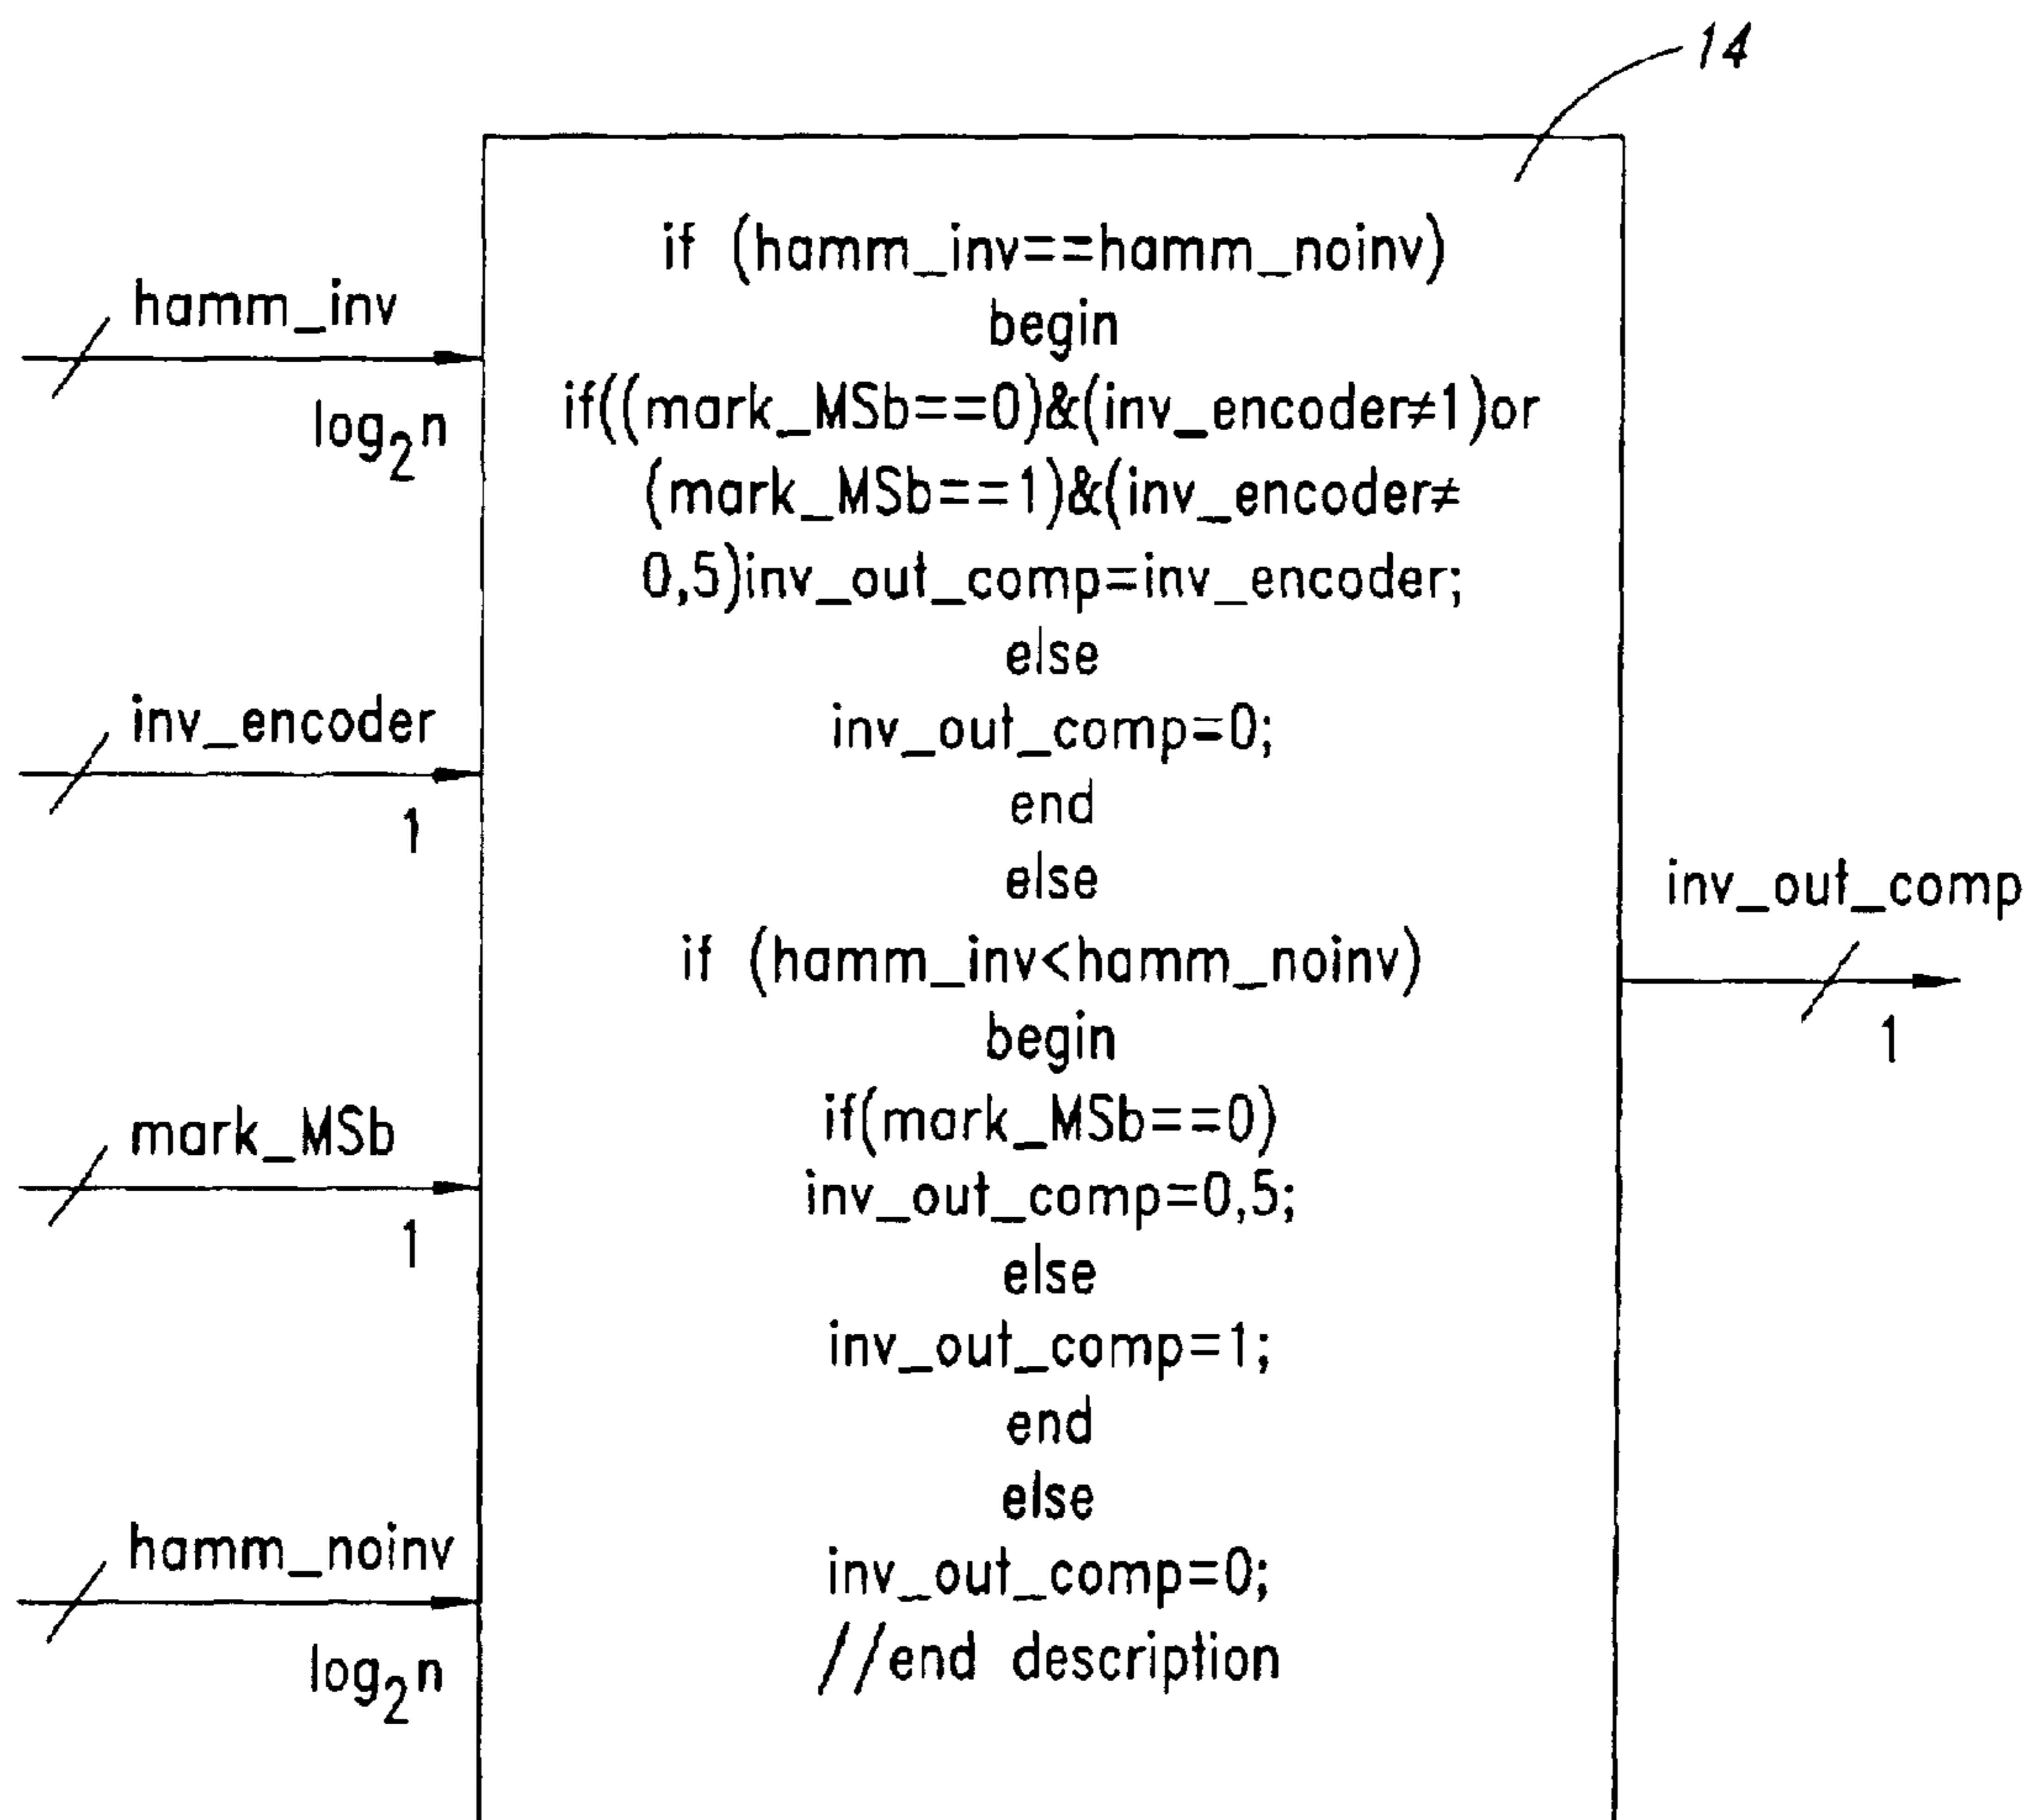 14
hamm_inv
log2n
inv_encoder
1
mark_MSb
1
hamm_noinv
log2n
if (hamm_inv==hamm_noinv)
begin
if((mark_MSb==0)&(inv_encoder≠1)or
(mark_MSb==1)&(inv_encoder≠
0,5)inv_out_comp=inv_encoder;
else
inv_out_comp=0;
end
else
if (hamm_inv<hamm_noinv)
begin
if(mark_MSb==0)
inv_out_comp=0,5;
else
inv_out_comp=1;
end
else
inv_out_comp=0;
//end description
inv_out_comp
1